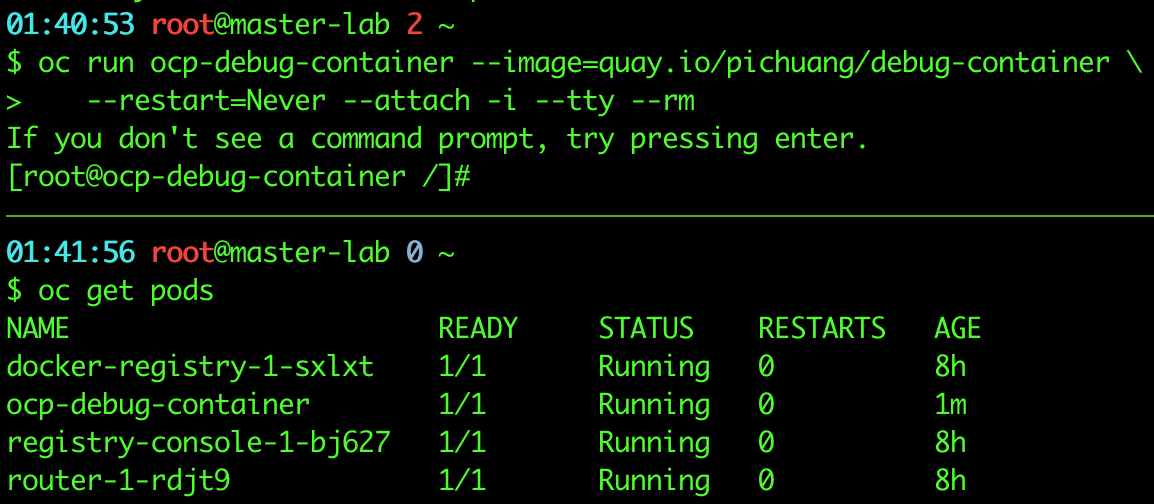 01:40:53 root@master-lab 2 ~
$ oc run ocp-debug-container --image=quay.io/pichuang/debug-container \
>    --restart=Never --attach -i --tty --rm
If you don't see a command prompt, try pressing enter.
[root@ocp-debug-container /]#
01:41:56 root@master-lab 0 ~
$ oc get pods
NAME                       READY     STATUS    RESTARTS   AGE
docker-registry-1-sxlxt    1/1       Running   0          8h
ocp-debug-container        1/1       Running   0          1m
registry-console-1-bj627   1/1       Running   0          8h
router-1-rdjt9             1/1       Running   0          8h